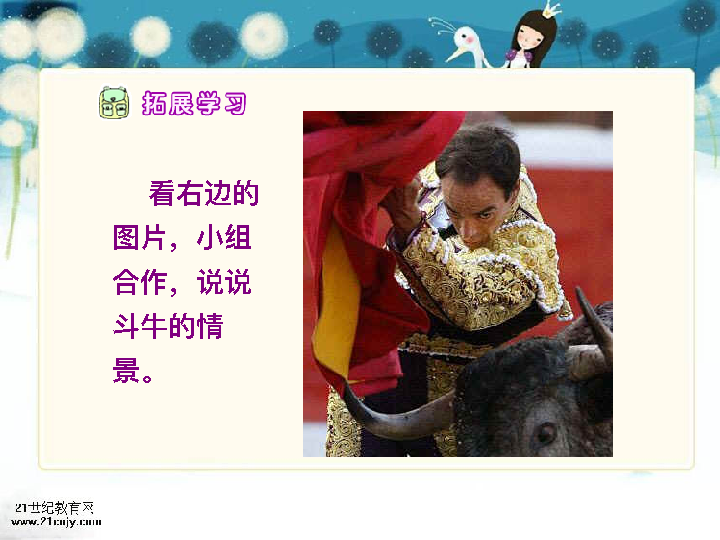 拓展学习
看右边的
图片，小组
合作，说说
斗牛的情
景。
21世纪教育网
www.21cnjy.com